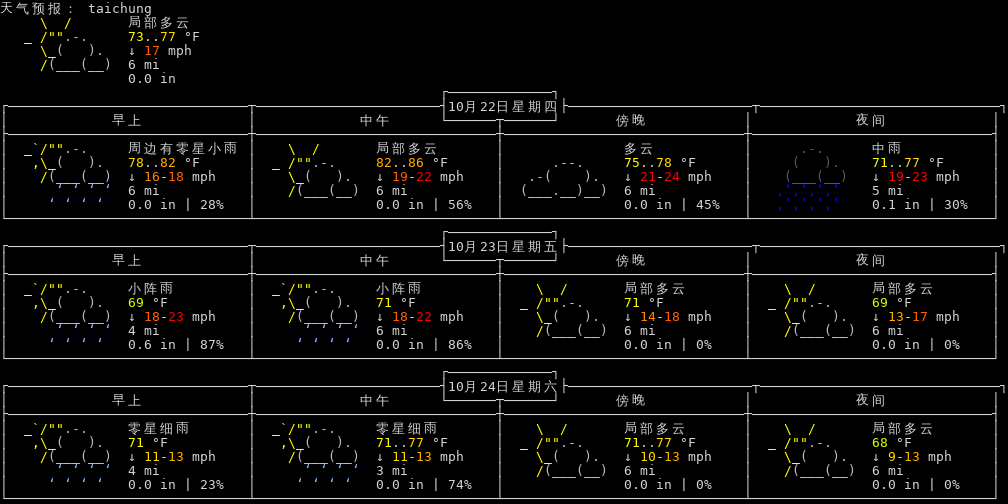 天气预报： taichung
局部多云
73..77 °F
↓ 17 mph
6 mi
0.0 in
10月22日星期四
早上 中午 傍晚 夜间
周边有零星小雨 局部多云 多云 中雨
78..82 °F 82..86 °F 75..78 °F 71..77 °F
↓ 16-18 mph ↓ 19-22 mph ↓ 21-24 mph ↓ 19-23 mph
6 mi 6 mi 6 mi 5 mi
0.0 in | 28% 0.0 in | 56% 0.0 in | 45% 0.1 in | 30%
10月23日星期五
早上 中午 傍晚 夜间
小阵雨 小阵雨 局部多云 局部多云
69 °F 71 °F 71 °F 69 °F
↓ 18-23 mph ↓ 18-22 mph ↓ 14-18 mph ↓ 13-17 mph
4 mi 6 mi 6 mi 6 mi
0.6 in | 87% 0.0 in | 86% 0.0 in | 0% 0.0 in | 0%
10月24日星期六
早上 中午 傍晚 夜间
零星细雨 零星细雨 局部多云 局部多云
71 °F 71..77 °F 71..77 °F 68 °F
↓ 11-13 mph ↓ 11-13 mph ↓ 10-13 mph ↓ 9-13 mph
4 mi 3 mi 6 mi 6 mi
0.0 in | 23% 0.0 in | 74% 0.0 in | 0% 0.0 in | 0%